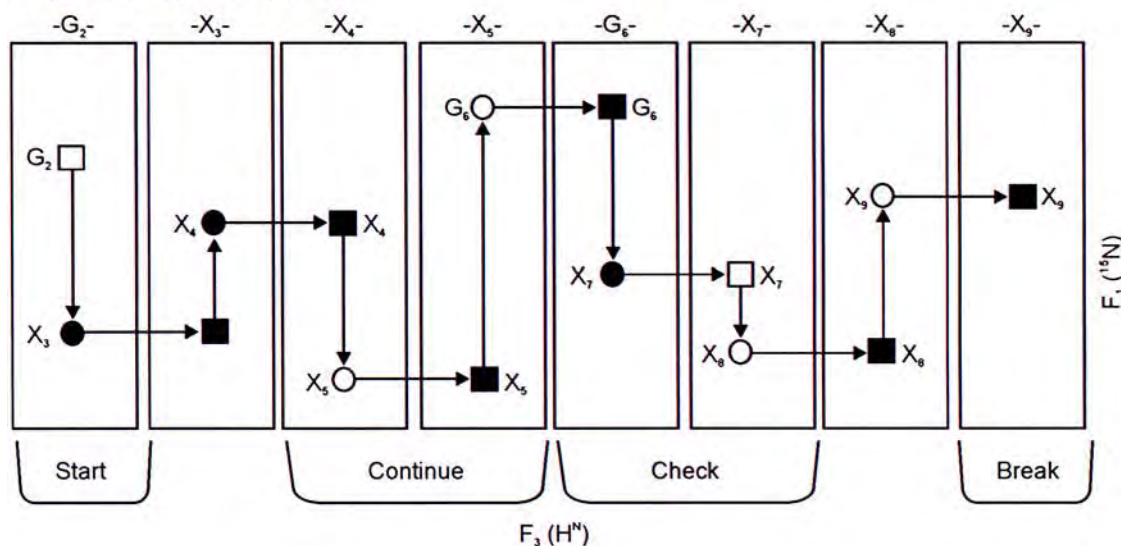 -G₂- -X₃- -X₄- -X₅- -G₆- -X₇- -X₈- -X₉-
G₆ G₆
G₂
X₉ X₉
X₄ X₄
X₇ X₇
X₃
X₈ X₈
X₅ X₅
F₁ (¹⁵N)
Start Continue Check Break
F₃ (Hᴺ)